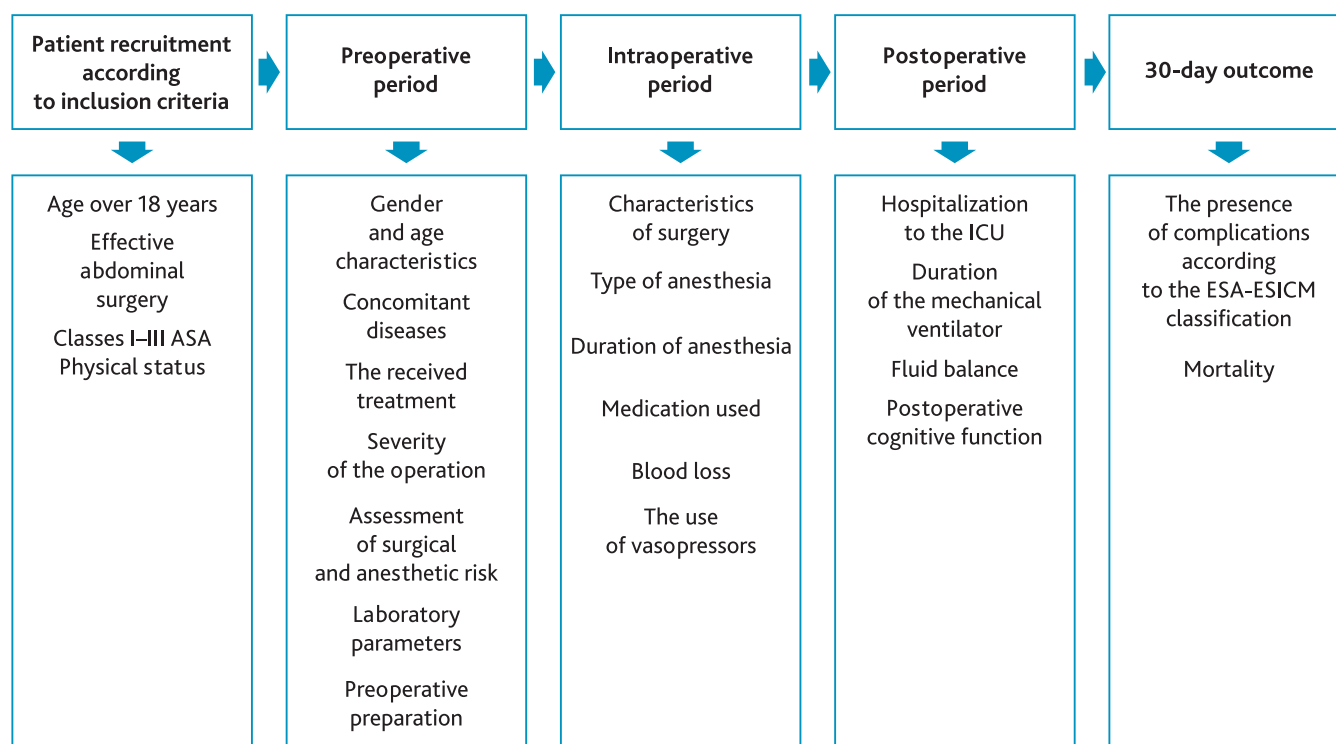 Patient recruitment
according
to inclusion criteria
Preoperative
period
Intraoperative
period
Postoperative
period
30-day outcome
Age over 18 years
Effective
abdominal
surgery
Classes I–III ASA
Physical status
Gender
and age
characteristics
Concomitant
diseases
The received
treatment
Severity
of the operation
Assessment
of surgical
and anesthetic risk
Laboratory
parameters
Preoperative
preparation
Characteristics
of surgery
Type of anesthesia
Duration of anesthesia
Medication used
Blood loss
The use
of vasopressors
Hospitalization
to the ICU
Duration
of the mechanical
ventilator
Fluid balance
Postoperative
cognitive function
The presence
of complications
according
to the ESA-ESICM
classification
Mortality